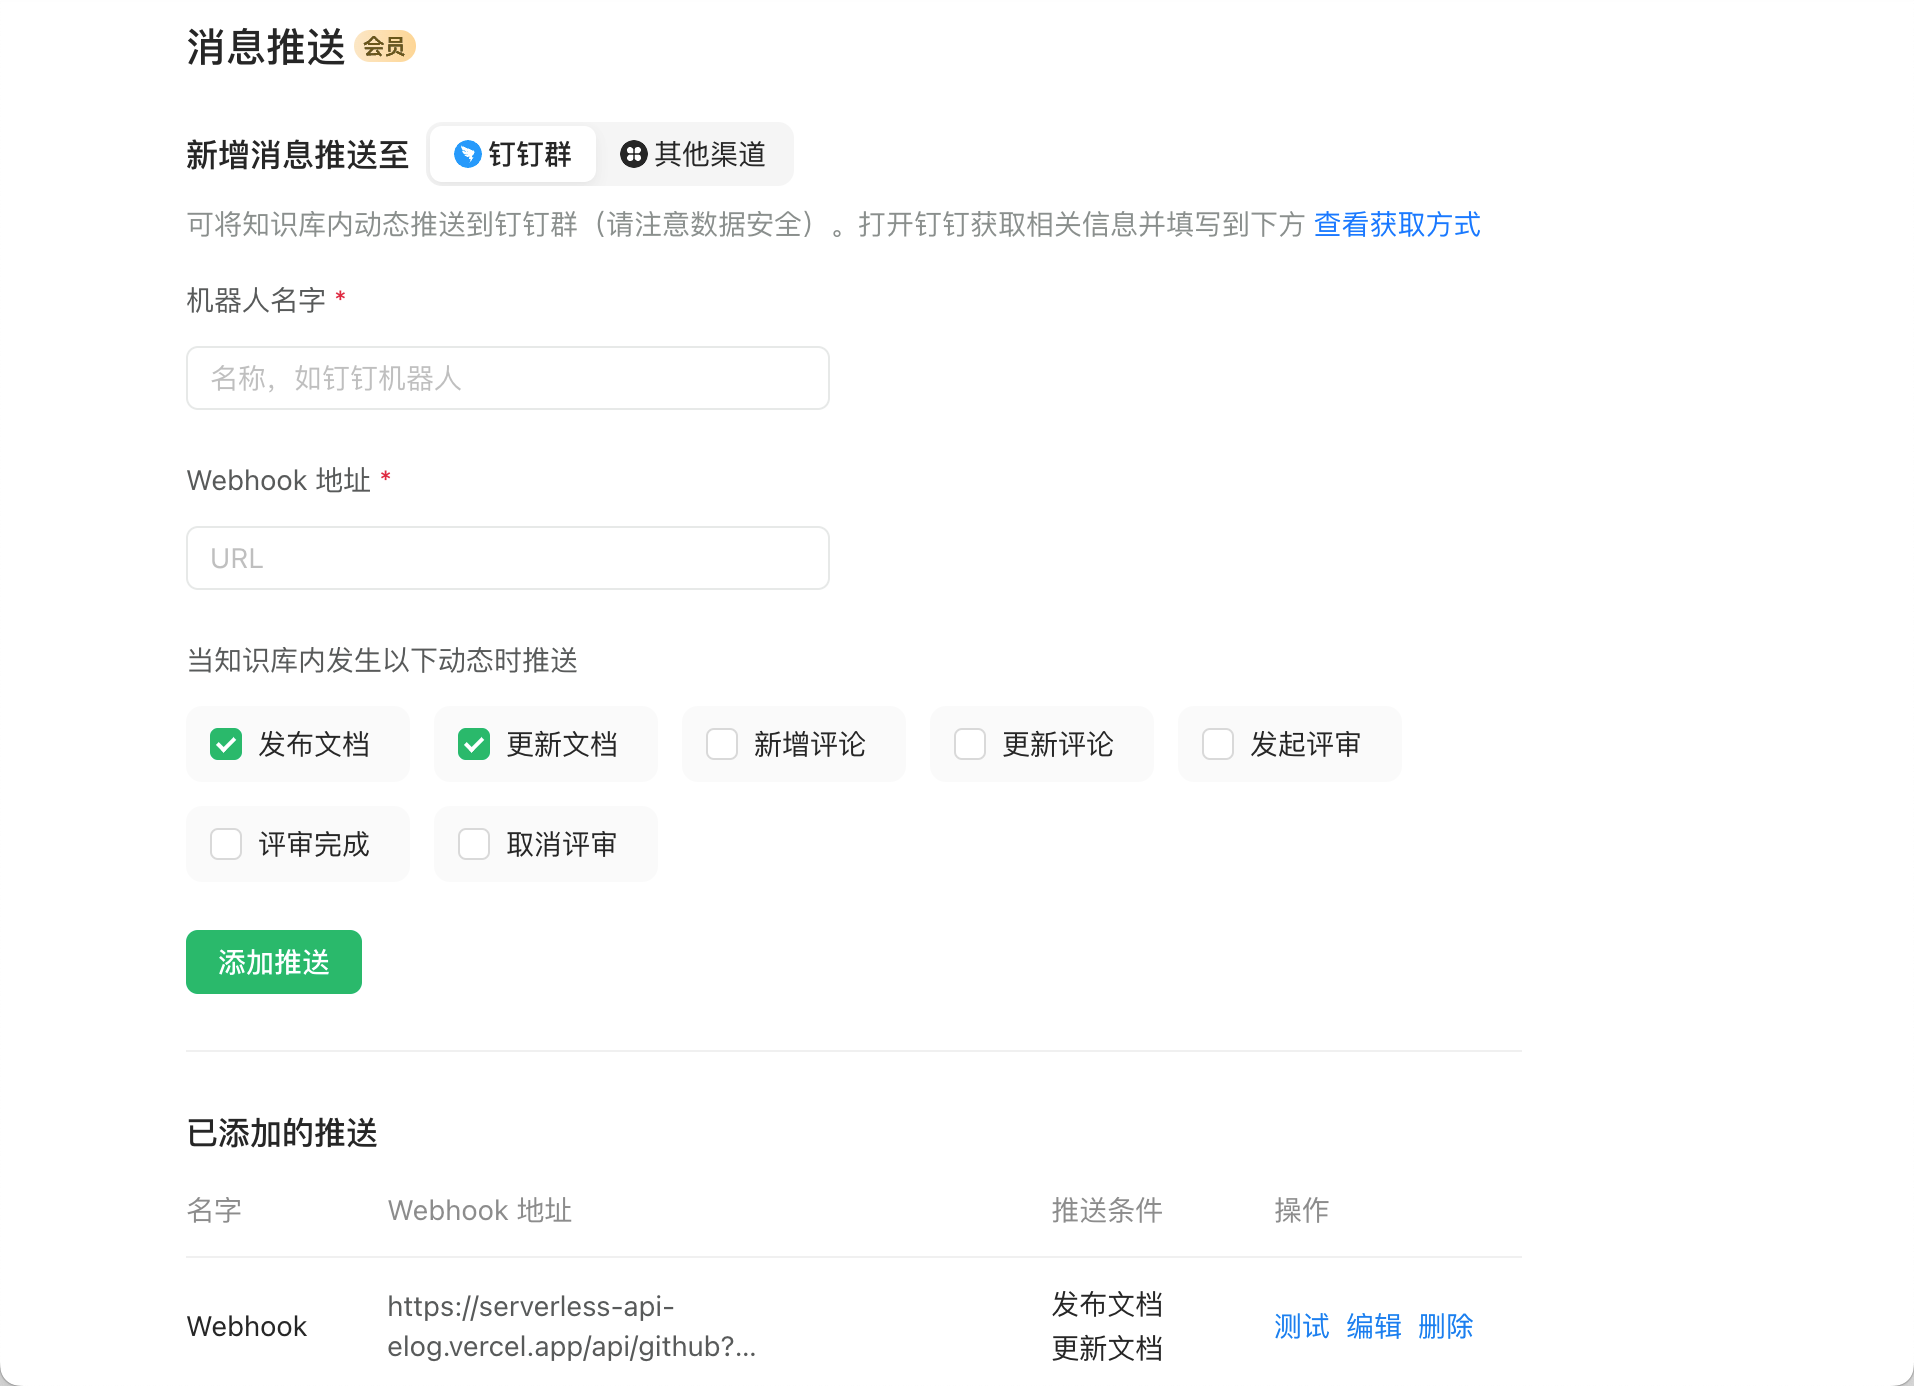 消息推送 会员
新增消息推送至 钉钉群 其他渠道
可将知识库内动态推送到钉钉群（请注意数据安全）。打开钉钉获取相关信息并填写到下方 查看获取方式
机器人名字 *
名称，如钉钉机器人
Webhook 地址 *
URL
当知识库内发生以下动态时推送
发布文档 更新文档 新增评论 更新评论 发起评审
评审完成 取消评审
添加推送
已添加的推送
名字 Webhook 地址 推送条件 操作
Webhook
https://serverless-api-
elog.vercel.app/api/github?...
发布文档
更新文档
测试 编辑 删除